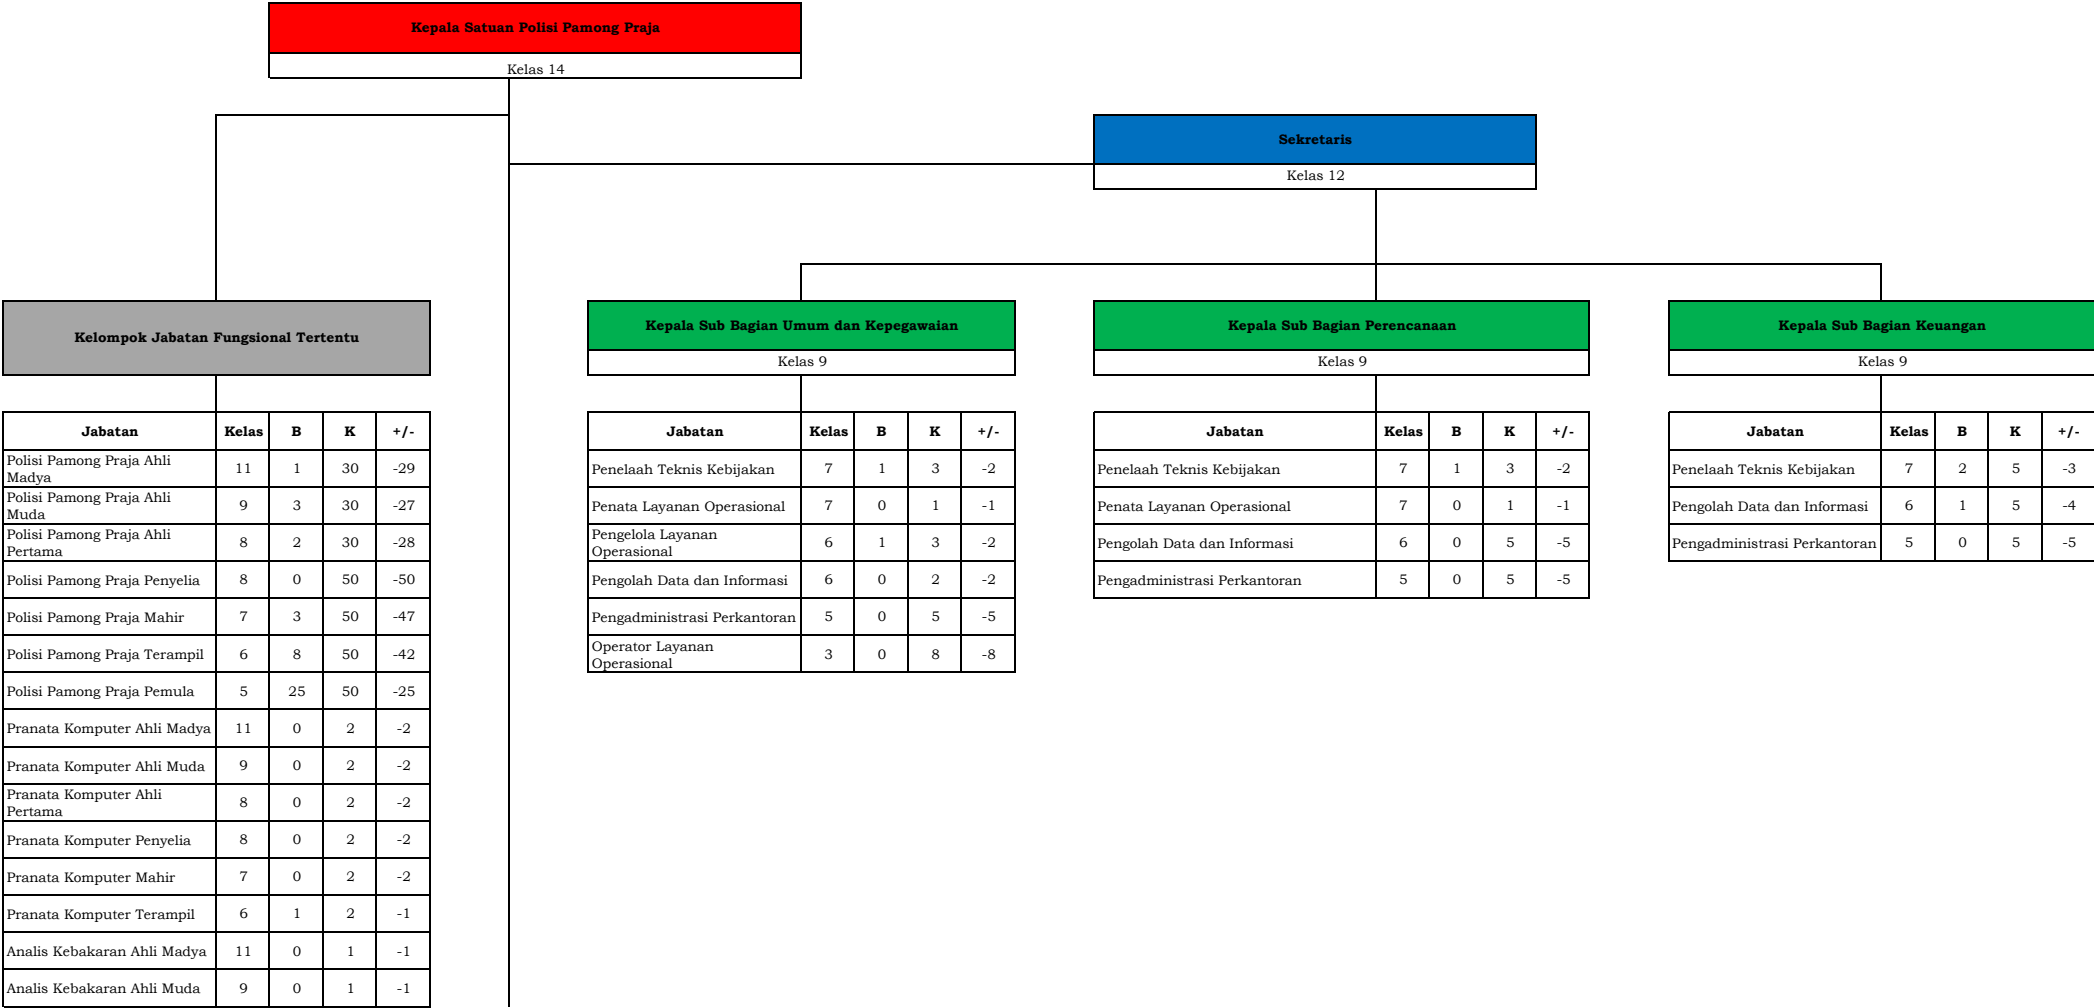 Kepala Satuan Polisi Pamong Praja
Kelas 14
Sekretaris
Kelas 12
Kelompok Jabatan Fungsional Tertentu
Jabatan Kelas B K +/-
Polisi Pamong Praja Ahli
Madya 11 1 30 -29
Polisi Pamong Praja Ahli
Muda 9 3 30 -27
Polisi Pamong Praja Ahli
Pertama 8 2 30 -28
Polisi Pamong Praja Penyelia 8 0 50 -50
Polisi Pamong Praja Mahir 7 3 50 -47
Polisi Pamong Praja Terampil 6 8 50 -42
Polisi Pamong Praja Pemula 5 25 50 -25
Pranata Komputer Ahli Madya 11 0 2 -2
Pranata Komputer Ahli Muda 9 0 2 -2
Pranata Komputer Ahli
Pertama 8 0 2 -2
Pranata Komputer Penyelia 8 0 2 -2
Pranata Komputer Mahir 7 0 2 -2
Pranata Komputer Terampil 6 1 2 -1
Analis Kebakaran Ahli Madya 11 0 1 -1
Analis Kebakaran Ahli Muda 9 0 1 -1
Kepala Sub Bagian Umum dan Kepegawaian
Kelas 9
Jabatan Kelas B K +/-
Penelaah Teknis Kebijakan 7 1 3 -2
Penata Layanan Operasional 7 0 1 -1
Pengelola Layanan
Operasional 6 1 3 -2
Pengolah Data dan Informasi 6 0 2 -2
Pengadministrasi Perkantoran 5 0 5 -5
Operator Layanan
Operasional 3 0 8 -8
Kepala Sub Bagian Perencanaan
Kelas 9
Jabatan Kelas B K +/-
Penelaah Teknis Kebijakan 7 1 3 -2
Penata Layanan Operasional 7 0 1 -1
Pengolah Data dan Informasi 6 0 5 -5
Pengadministrasi Perkantoran 5 0 5 -5
Kepala Sub Bagian Keuangan
Kelas 9
Jabatan Kelas B K +/-
Penelaah Teknis Kebijakan 7 2 5 -3
Pengolah Data dan Informasi 6 1 5 -4
Pengadministrasi Perkantoran 5 0 5 -5